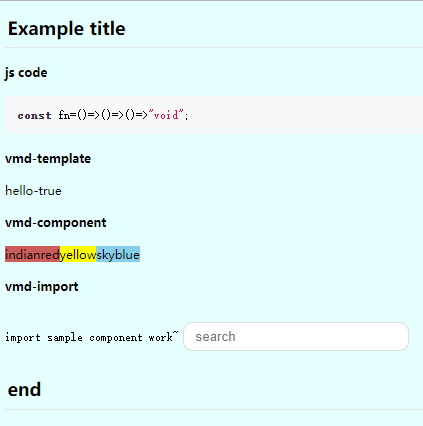 Example title
js code
const fn=()=>()=>()=>"void";
vmd-template
hello-true
vmd-component
indianredyellowskyblue
vmd-import
import sample component work~ search
end